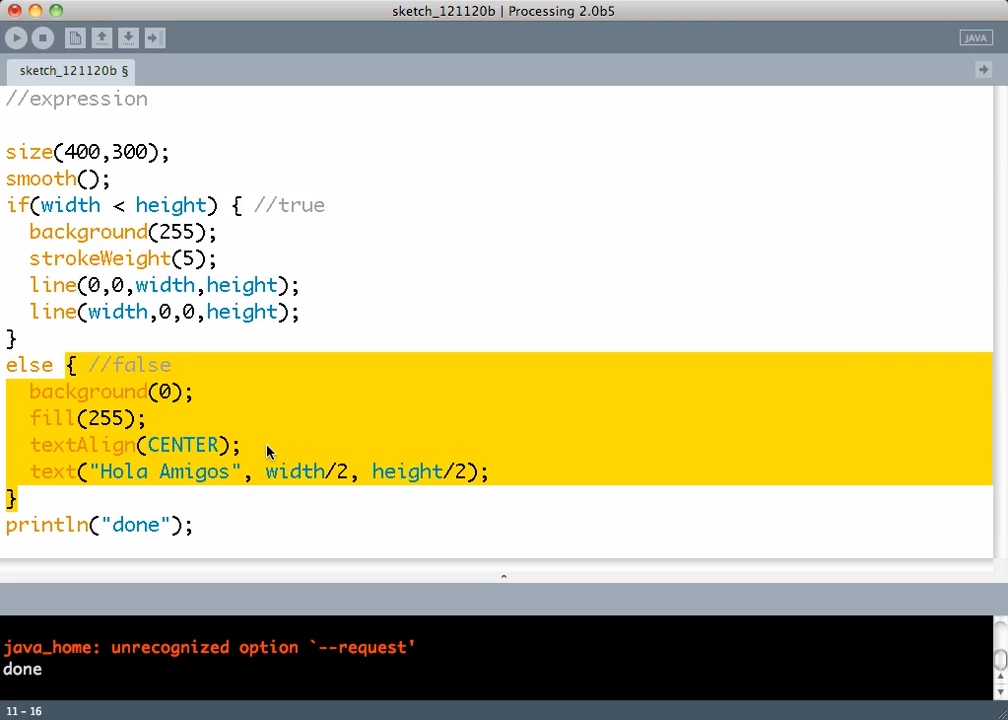 sketch_121120b | Processing 2.0b5
JAVA
sketch_121120b §
//expression
size(400,300);
smooth();
if(width < height) { //true
background(255);
strokeWeight(5);
line(0,0,width,height);
line(width,0,0,height);
}
else { //false
background(0);
fill(255);
textAlign(CENTER);
text("Hola Amigos", width/2, height/2);
}
println("done");
java_home: unrecognized option `--request'
done
11 - 16